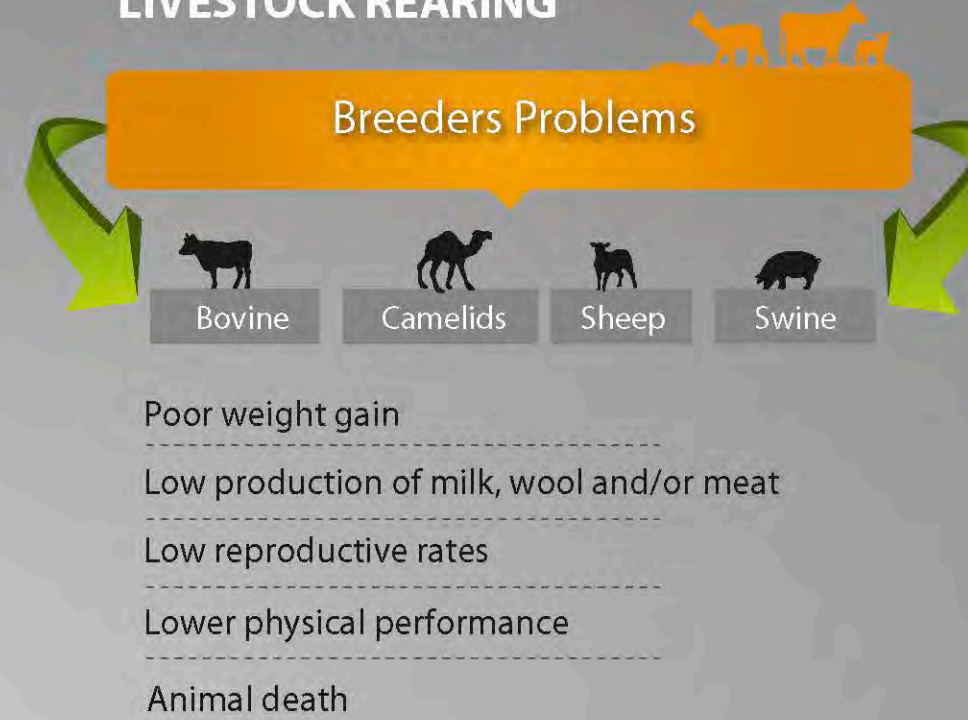 LIVESTOCK REARING
Breeders Problems
Bovine
Camelids
Sheep
Swine
Poor weight gain
Low production of milk, wool and/or meat
Low reproductive rates
Lower physical performance
Animal death